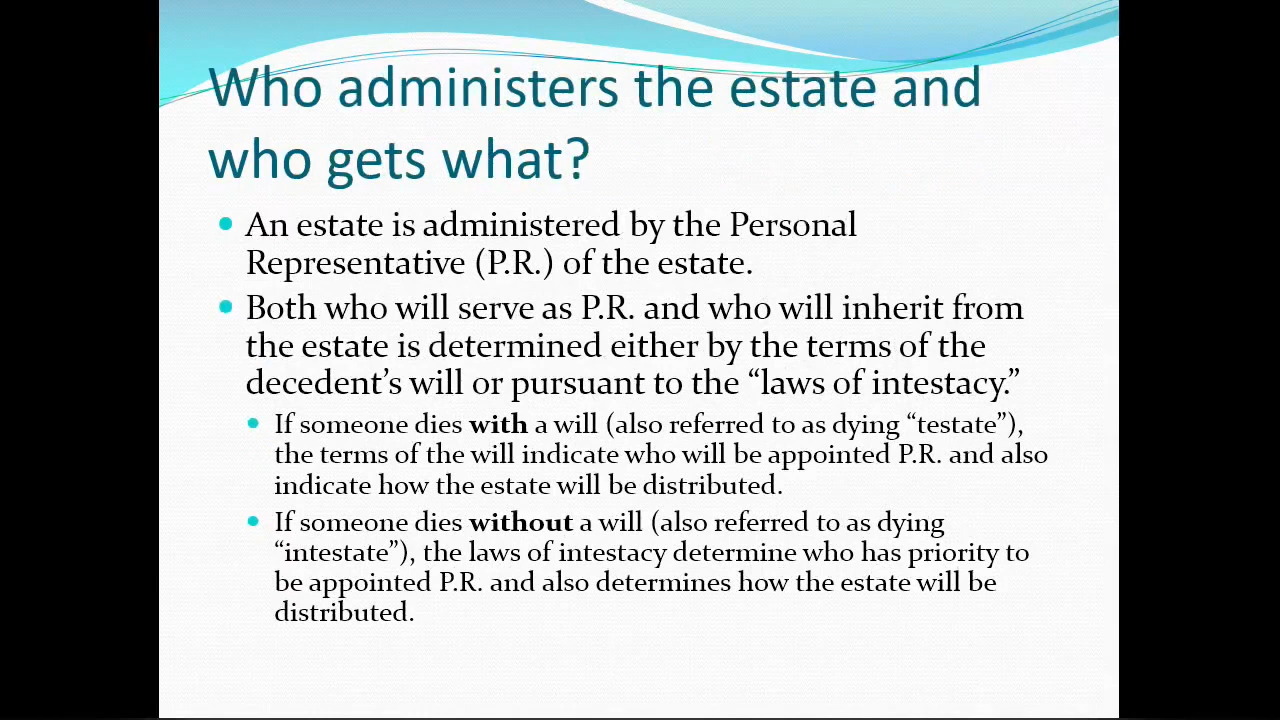 Who administers the estate and
who gets what?
• An estate is administered by the Personal
Representative (P.R.) of the estate.
• Both who will serve as P.R. and who will inherit from
the estate is determined either by the terms of the
decedent’s will or pursuant to the “laws of intestacy.”
• If someone dies with a will (also referred to as dying “testate”),
the terms of the will indicate who will be appointed P.R. and also
indicate how the estate will be distributed.
• If someone dies without a will (also referred to as dying
“intestate”), the laws of intestacy determine who has priority to
be appointed P.R. and also determines how the estate will be
distributed.